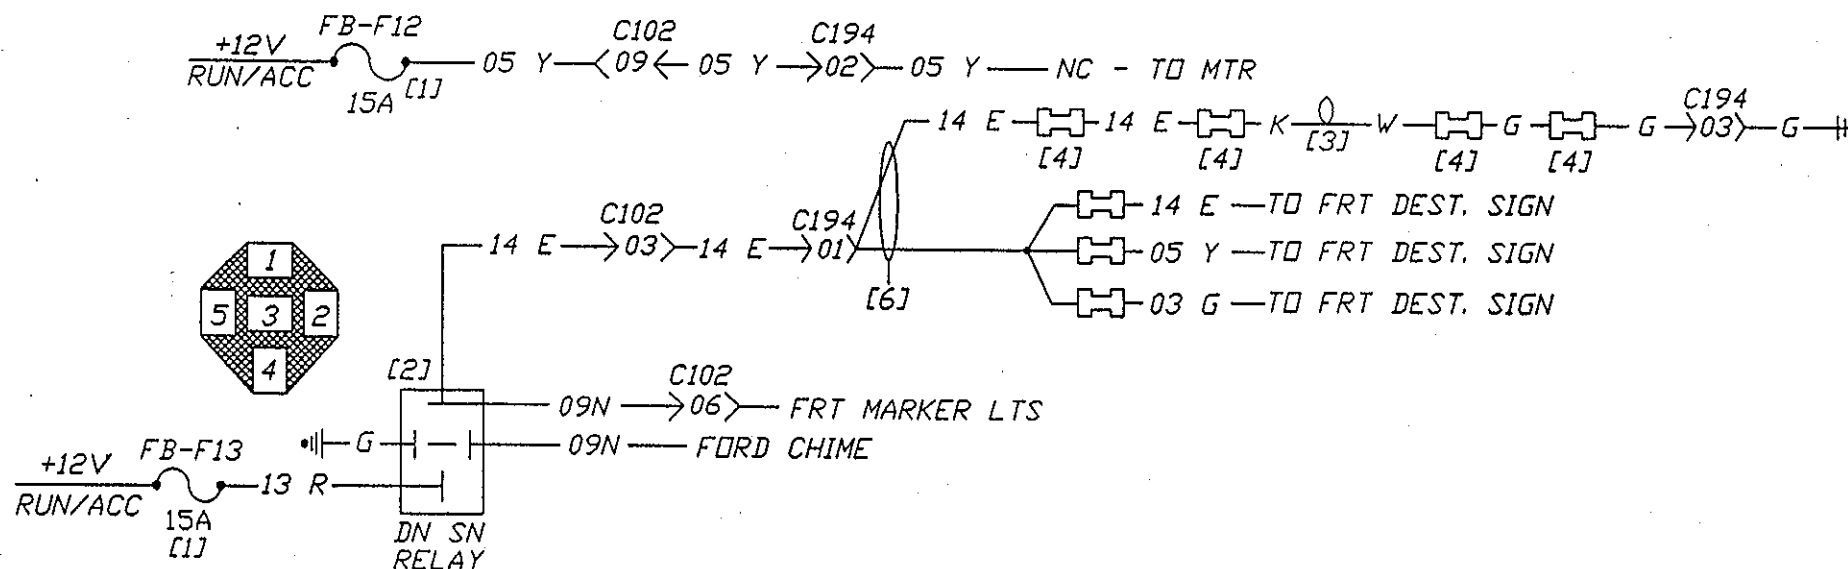 FB-F12
+12V
RUN/ACC
15A
[1]
05 Y
C102
09
05 Y
C194
02
05 Y
NC - TO MTR
14 E
[4]
14 E
[4]
K
[3]
W
[4]
G
[4]
G
C194
03
G
14 E
C102
03
14 E
C194
01
[6]
14 E TO FRT DEST. SIGN
05 Y TO FRT DEST. SIGN
03 G TO FRT DEST. SIGN
1
5 3 2
4
[2]
09N
C102
06
FRT MARKER LTS
G
09N
FORD CHIME
+12V
RUN/ACC
FB-F13
15A
[1]
13 R
DN SN
RELAY